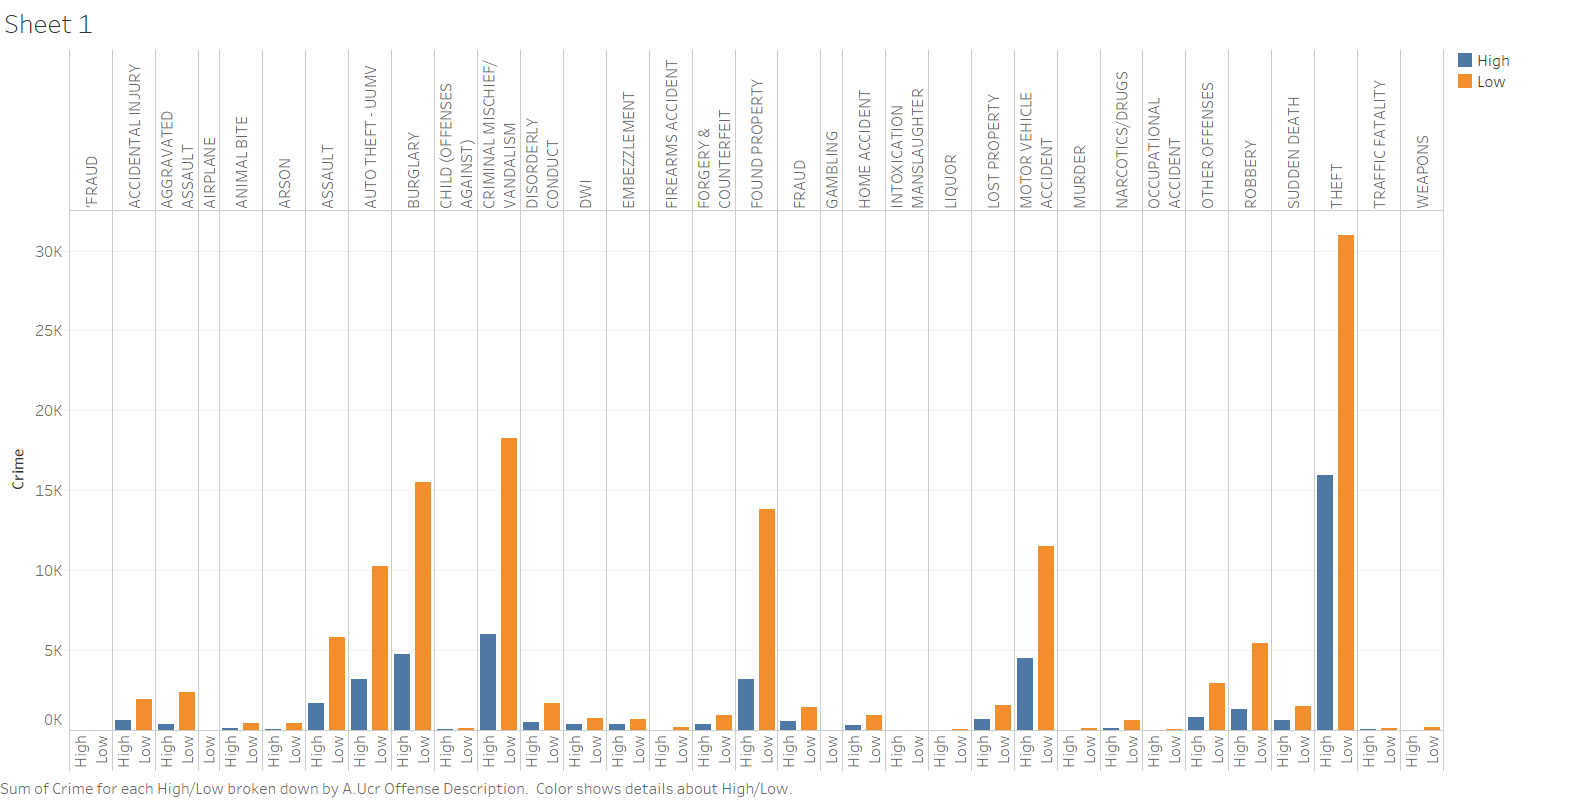 Sheet 1
High
Low
'FRAUD
ACCIDENTAL INJURY
AGGRAVATED
ASSAULT
AIRPLANE
ANIMAL BITE
ARSON
ASSAULT
AUTO THEFT - UUMV
BURGLARY
CHILD (OFFENSES
AGAINST)
CRIMINAL MISCHIEF/
VANDALISM
DISORDERLY
CONDUCT
DWI
EMBEZZLEMENT
FIREARMS ACCIDENT
FORGERY &
COUNTERFEIT
FOUND PROPERTY
FRAUD
GAMBLING
HOME ACCIDENT
INTOXICATION
MANSLAUGHTER
LIQUOR
LOST PROPERTY
MOTOR VEHICLE
ACCIDENT
MURDER
NARCOTICS/DRUGS
OCCUPATIONAL
ACCIDENT
OTHER OFFENSES
ROBBERY
SUDDEN DEATH
THEFT
TRAFFIC FATALITY
WEAPONS
30K
25K
20K
15K
10K
5K
0K
Crime
High
Low
High
Low
High
Low
Low
High
Low
High
Low
High
Low
High
Low
High
Low
High
Low
High
Low
High
Low
High
Low
High
Low
High
Low
High
Low
High
Low
High
Low
Low
High
Low
High
Low
High
Low
High
Low
High
Low
High
Low
High
Low
High
Low
High
Low
High
Low
High
Low
High
Low
High
Low
High
Low
Sum of Crime for each High/Low broken down by A.Ucr Offense Description.  Color shows details about High/Low.